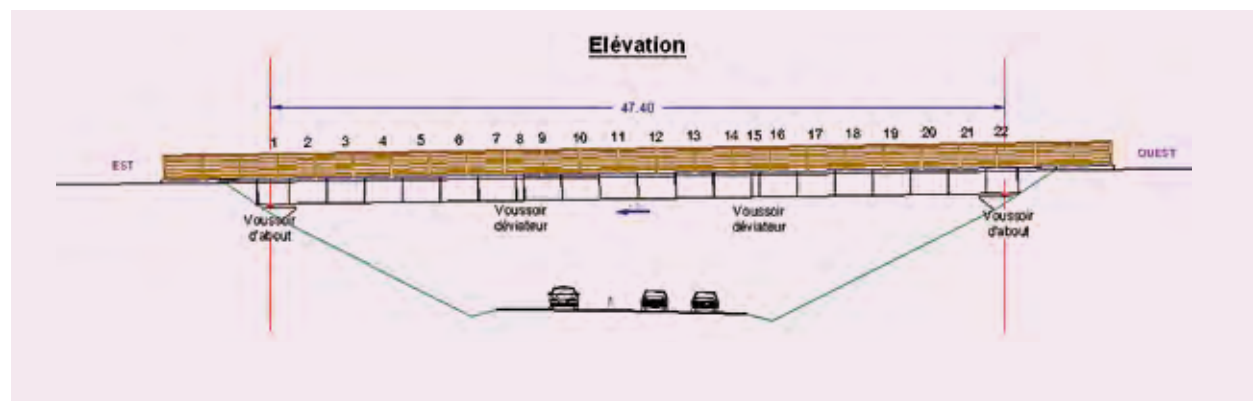 Elévation
47.40
1 2 3 4 5 6 7 8 9 10 11 12 13 14 15 16 17 18 19 20 21 22
EST
OUEST
Voussoir
d'about
Voussoir
déviateur
Voussoir
déviateur
Voussoir
d'about